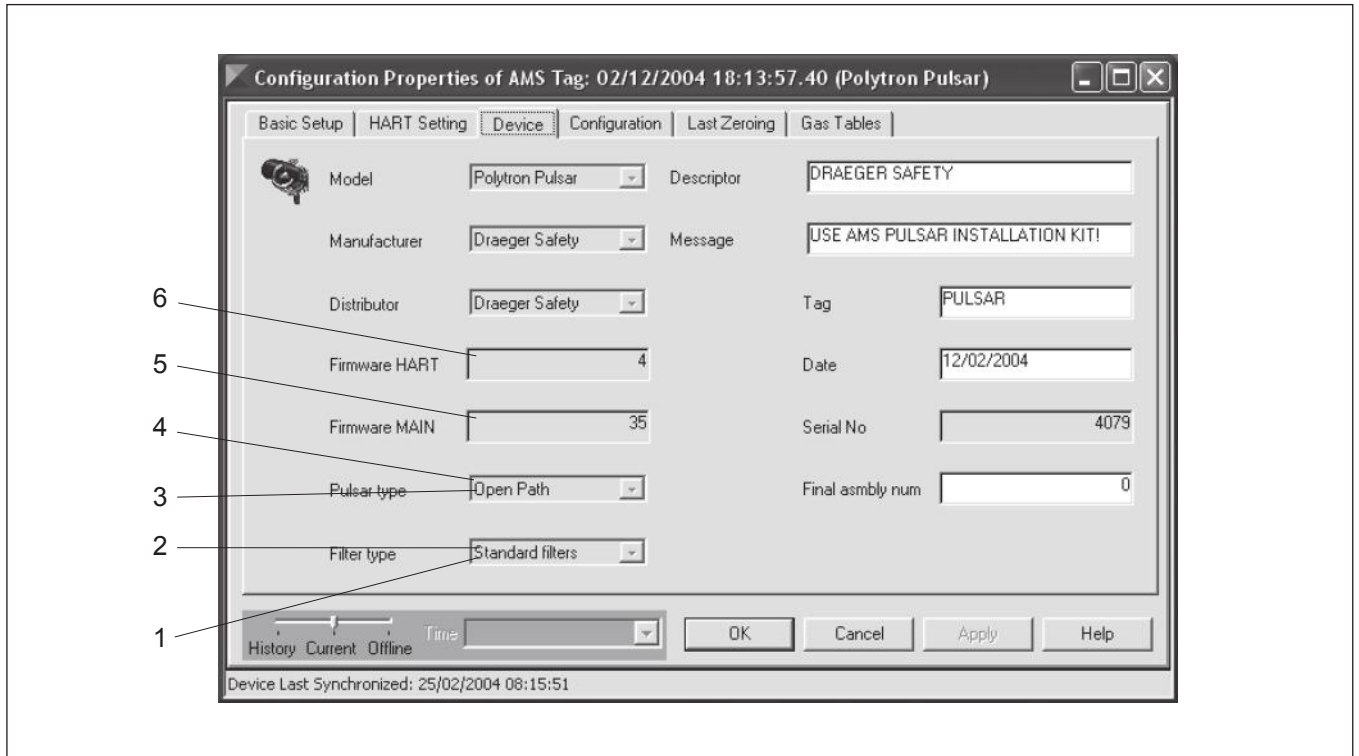 Configuration Properties of AMS Tag: 02/12/2004 18:13:57.40 (Polytron Pulsar)
Basic Setup HART Setting Device Configuration Last Zeroing Gas Tables
Model Polytron Pulsar Descriptor DRAEGER SAFETY
Manufacturer Draeger Safety Message USE AMS PULSAR INSTALLATION KIT!
6 Distributor Draeger Safety Tag PULSAR
5 Firmware HART 4 Date 12/02/2004
4 Firmware MAIN 35 Serial No 4079
3 Pulsar type Open Path Final asmbly num 0
2 Filter type Standard filters
1 History Current Offline Time OK Cancel Apply Help
Device Last Synchronized: 25/02/2004 08:15:51